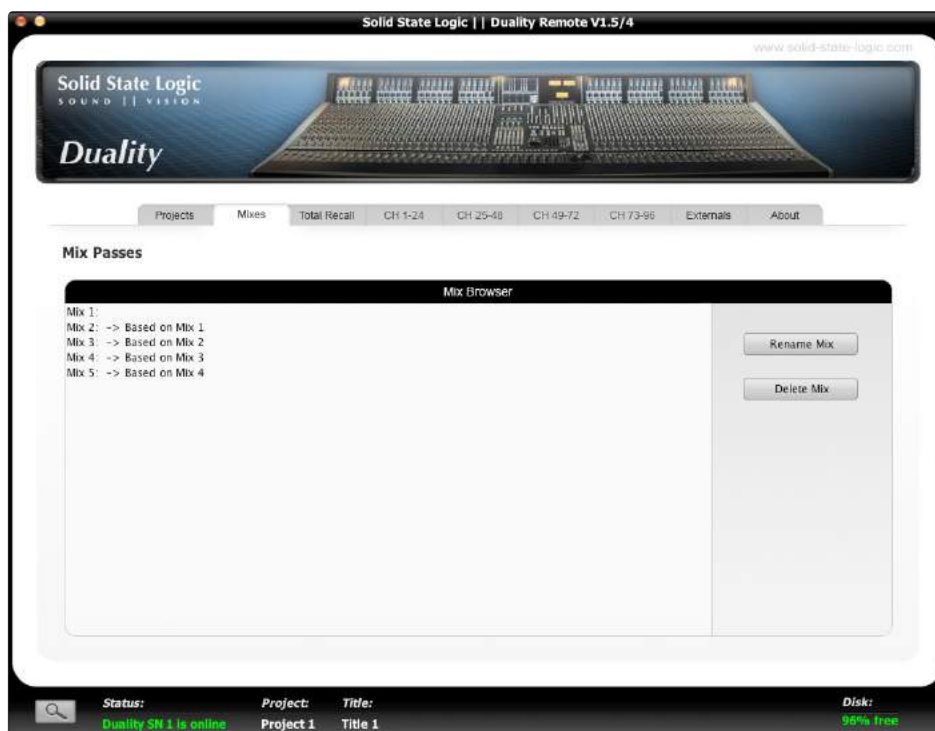 Solid State Logic || Duality Remote V1.5/4
www.solid-state-logic.com
Solid State Logic
SOUND || VISION
Duality
Projects Mixes Total Recall CH 1-24 CH 25-48 CH 49-72 CH 73-96 Externals About
Mix Passes
Mix Browser
Mix 1:
Mix 2: -> Based on Mix 1
Mix 3: -> Based on Mix 2
Mix 4: -> Based on Mix 3
Mix 5: -> Based on Mix 4
Rename Mix
Delete Mix
Status: Project: Title: Disk:
Duality SN 1 is online Project 1 Title 1 96% free